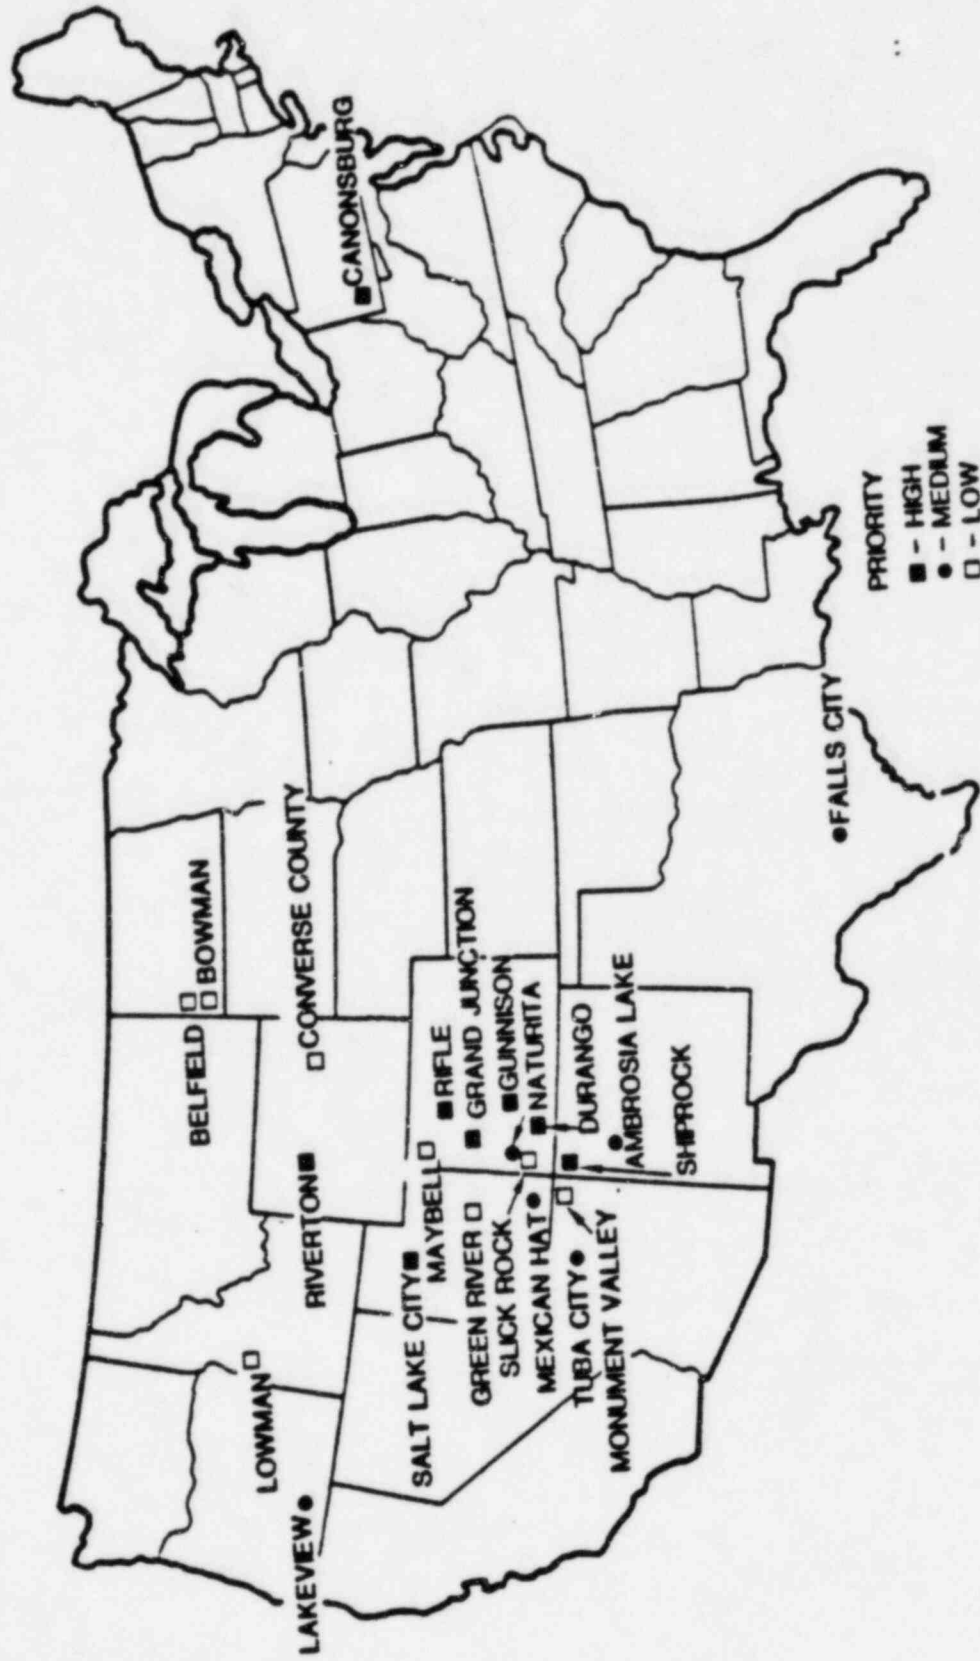 CANONSBURG
BELFIELD
BOWMAN
CONVERSE COUNTY
RIVERTON
LOWMAN
LAKEVIEW
SALT LAKE CITY
MAYBELL
RIFLE
GRAND JUNCTION
GUNNISON
NATURITA
GREEN RIVER
SLICK ROCK
MEXICAN HAT
DURANGO
AMBROSIA LAKE
SHIPROCK
TUBA CITY
MONUMENT VALLEY
FALLS CITY
PRIORITY
■ - HIGH
● - MEDIUM
□ - LOW